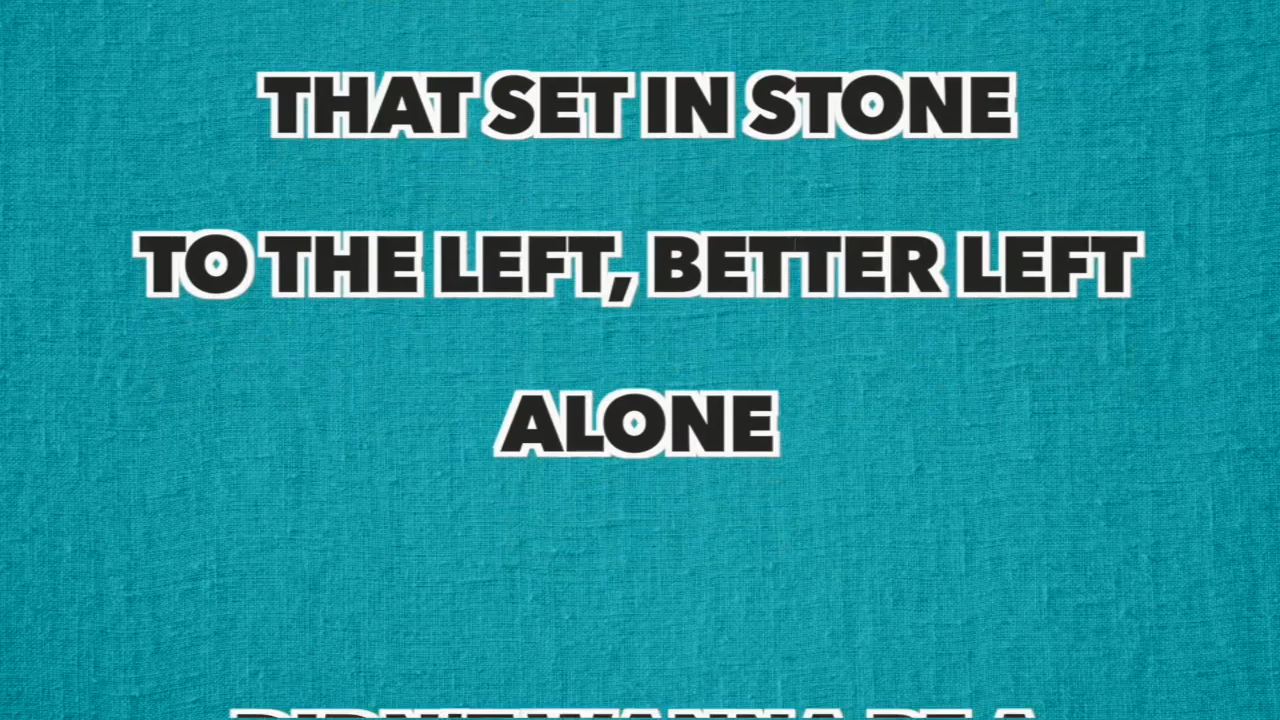 THAT SET IN STONE
TO THE LEFT, BETTER LEFT
ALONE